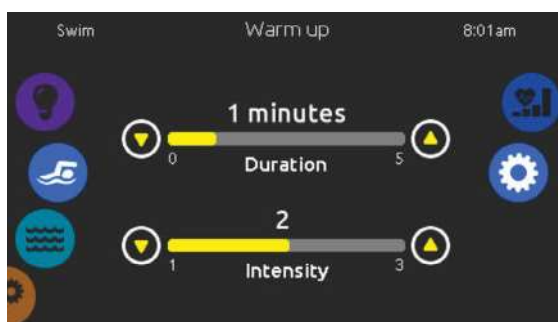 Swim Warm up 8:01am
1 minutes
0 Duration 5
2
1 Intensity 3